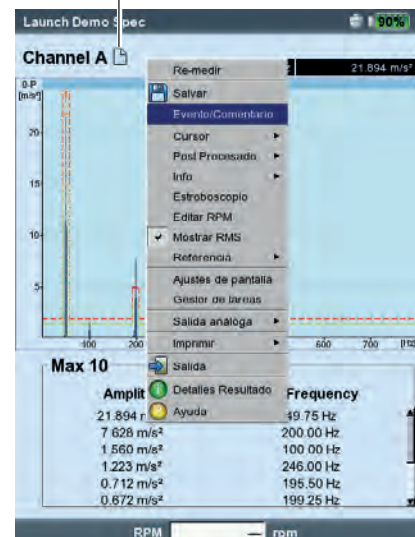 Launch Demo Spec
90%
Channel A
21.894 m/s²
0-P
[m/s²]
20
15
10
5
100
200
600
700
[Hz
Re-medir
Salvar
Evento/Comentario
Cursor
Post Procesado
Info
Estroboscopio
Editar RPM
Mostrar RMS
Referencia
Ajustes de pantalla
Gestor de tareas
Salida análoga
Imprimir
Salida
Detalles Resultado
Ayuda
Max 10
Amplit Frequency
21.894 m 49.75 Hz
7.628 m/s² 200.00 Hz
1.560 m/s² 100.00 Hz
1.223 m/s² 246.00 Hz
0.712 m/s² 195.50 Hz
0.672 m/s² 199.25 Hz
RPM — rpm